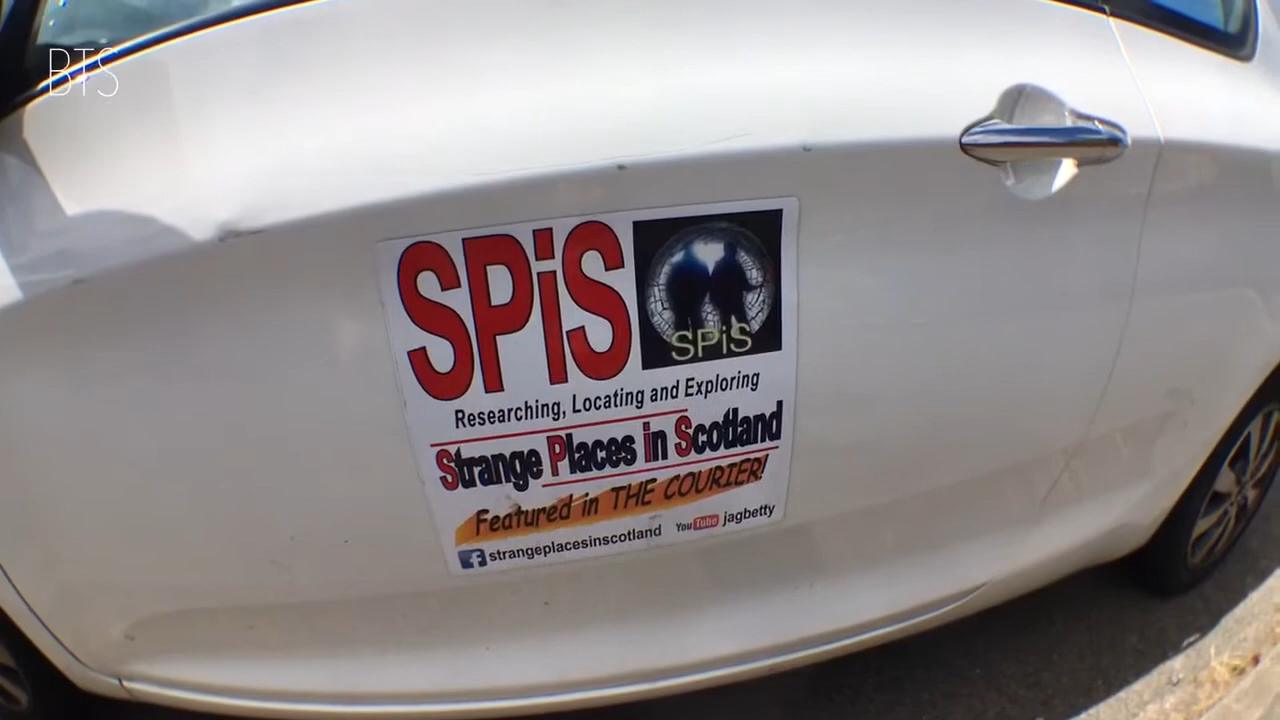 BTS
SPiS
SPiS
Researching, Locating and Exploring
Strange Places in Scotland
Featured in THE COURIER!
f strangeplacesinscotland YouTube jagbetty